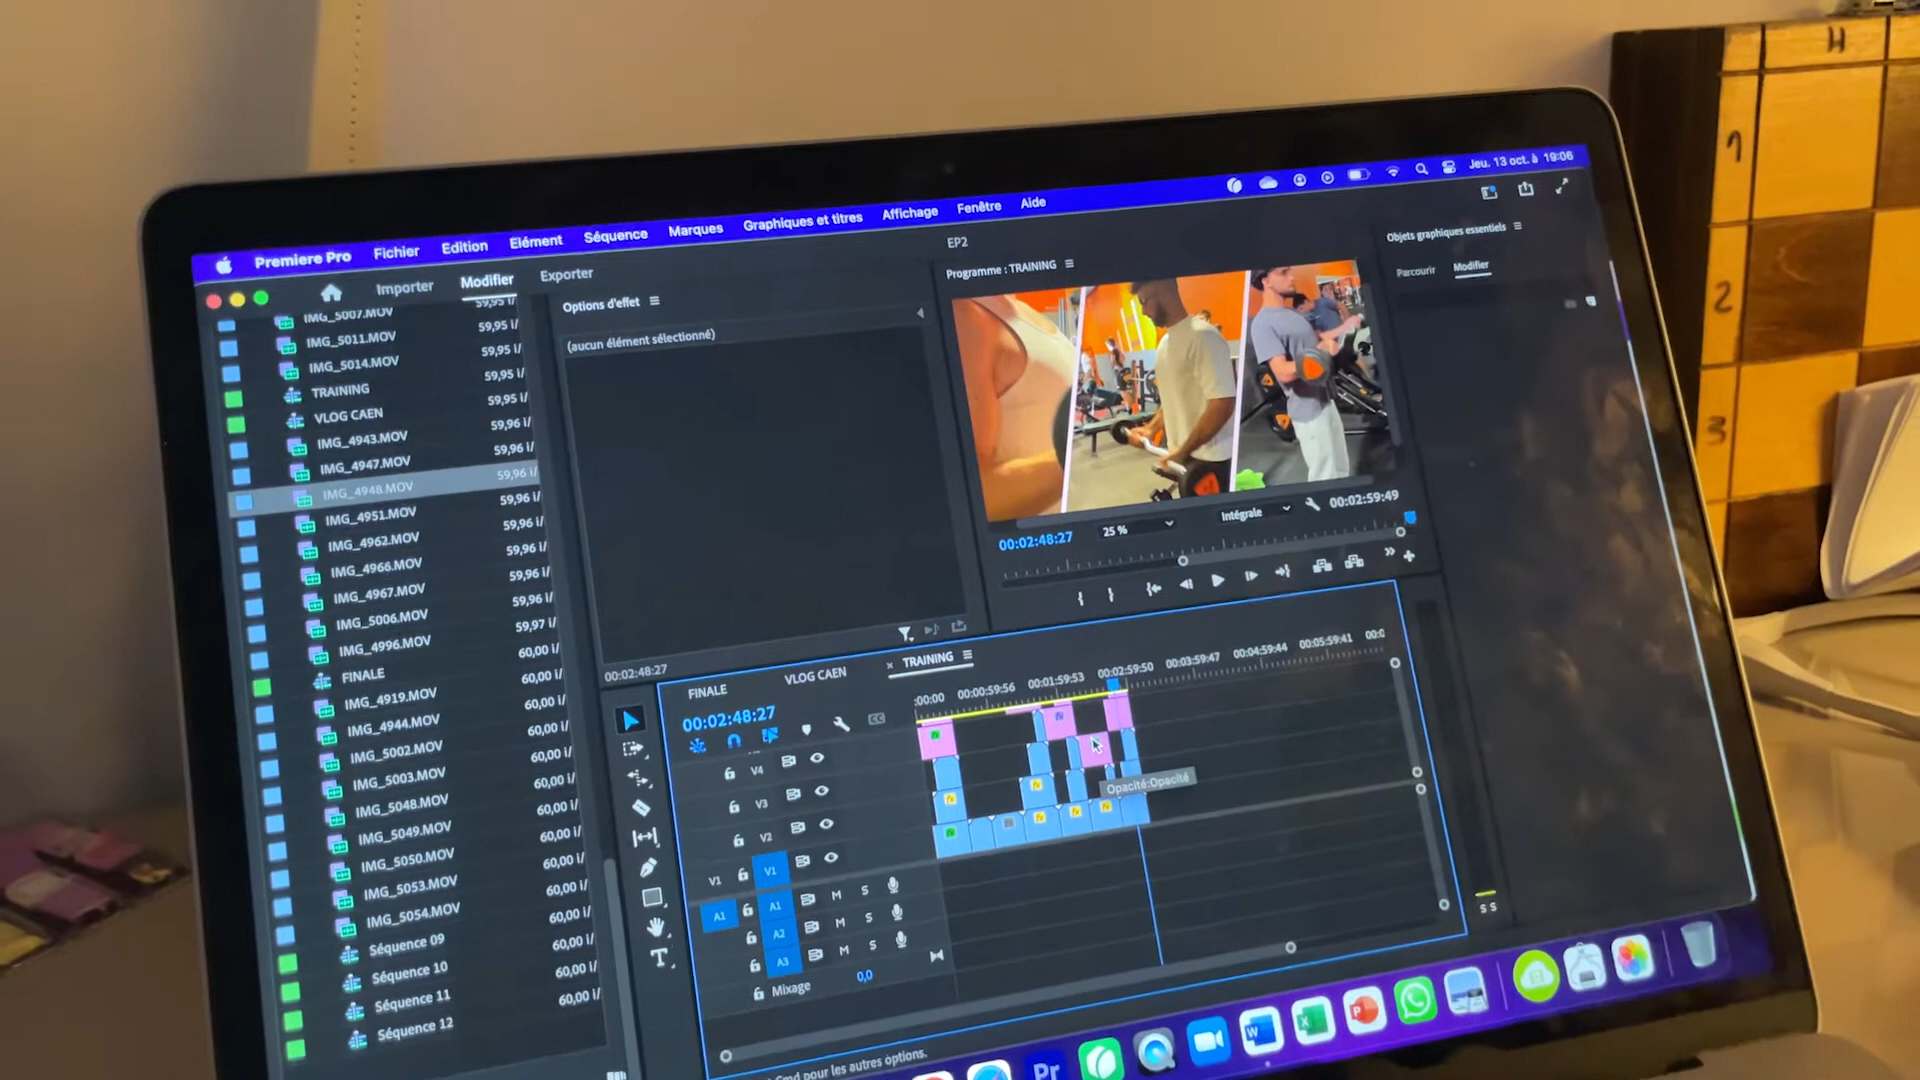 Premiere Pro Fichier Edition Elément Séquence Marques Graphiques et titres Affichage Fenêtre Aide Jeu. 13 oct. à 19:06
Importer Modifier Exporter
EP2
IMG_5007.MOV 59,95 i/
IMG_5011.MOV 59,95 i/
IMG_5014.MOV 59,95 i/
TRAINING 59,95 i/
VLOG CAEN 59,95 i/
IMG_4943.MOV 59,96 i/
IMG_4947.MOV 59,96 i/
IMG_4948.MOV 59,96 i/
IMG_4951.MOV 59,96 i/
IMG_4962.MOV 59,96 i/
IMG_4966.MOV 59,96 i/
IMG_4967.MOV 59,96 i/
IMG_5006.MOV 59,96 i/
IMG_4996.MOV 59,97 i/
FINALE 60,00 i/
IMG_4919.MOV 60,00 i/
IMG_4944.MOV 60,00 i/
IMG_5002.MOV 60,00 i/
IMG_5003.MOV 60,00 i/
IMG_5048.MOV 60,00 i/
IMG_5049.MOV 60,00 i/
IMG_5050.MOV 60,00 i/
IMG_5053.MOV 60,00 i/
IMG_5054.MOV 60,00 i/
Séquence 09 60,00 i/
Séquence 10 60,00 i/
Séquence 11 60,00 i/
Séquence 12
Options d'effet
(aucun élément sélectionné)
00:02:48:27
Programme : TRAINING
00:02:48:27 25 % Intégrale 00:02:59:49
Objets graphiques essentiels
Parcourir Modifier
FINALE VLOG CAEN × TRAINING
00:02:48:27
:00:00 00:00:59:56 00:01:59:53 00:02:59:50 00:03:59:47 00:04:59:44 00:05:59:41 00:0
V4
V3
V2
V1 V1
A1 A1 M S
A2 M S
A3 M S
Mixage 0,0
Opacité:Opacité
S S
Cmd pour les autres options.
Pr
W
X
P
H
1
2
3